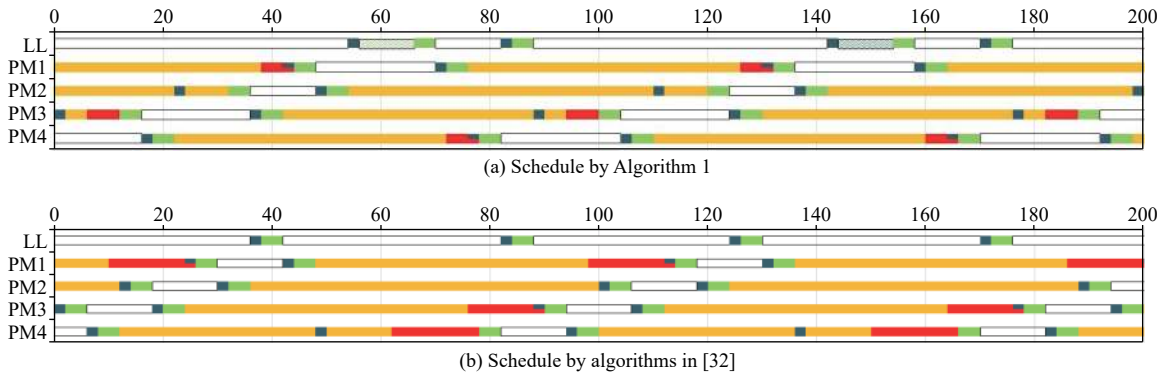 0 20 40 60 80 100 120 140 160 180 200
LL
PM1
PM2
PM3
PM4
(a) Schedule by Algorithm 1
0 20 40 60 80 100 120 140 160 180 200
LL
PM1
PM2
PM3
PM4
(b) Schedule by algorithms in [32]